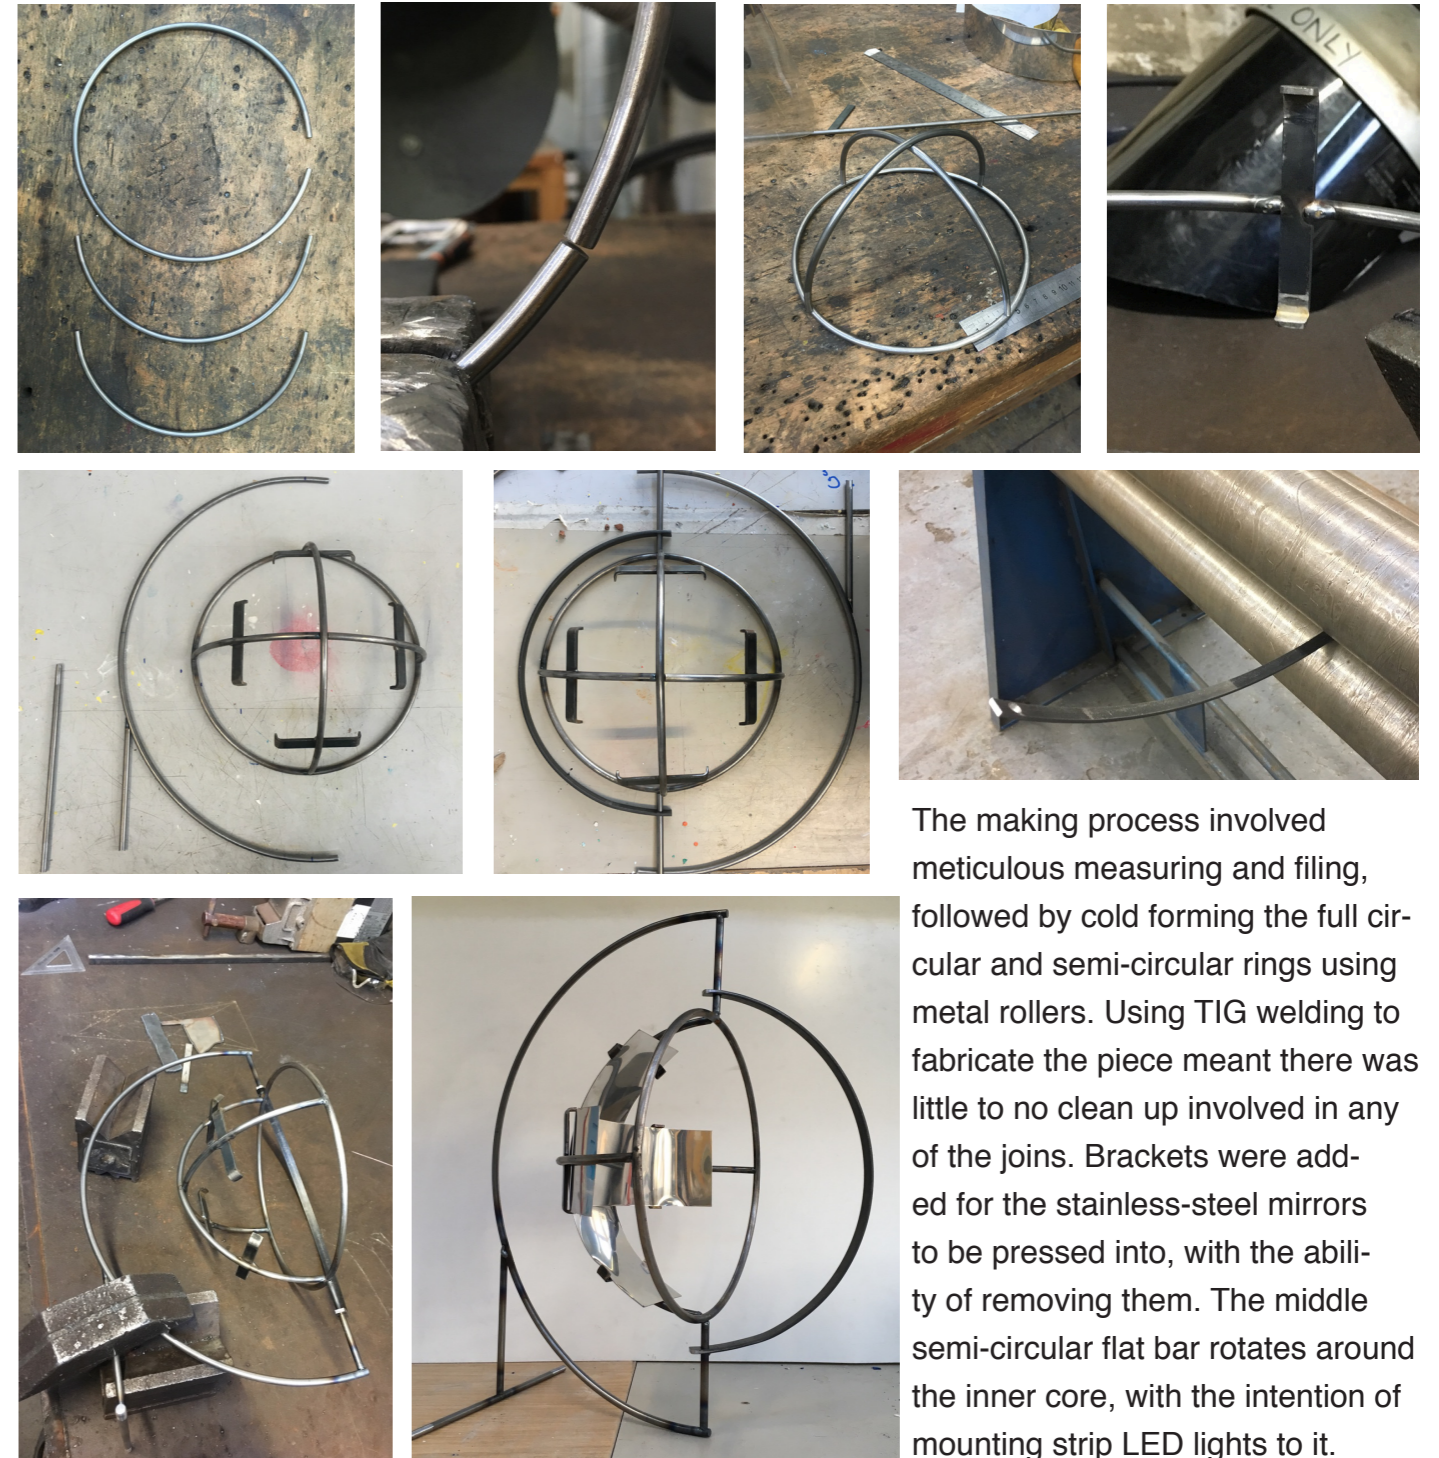 ONLY
The making process involved
meticulous measuring and filing,
followed by cold forming the full cir-
cular and semi-circular rings using
metal rollers. Using TIG welding to
fabricate the piece meant there was
little to no clean up involved in any
of the joins. Brackets were add-
ed for the stainless-steel mirrors
to be pressed into, with the abili-
ty of removing them. The middle
semi-circular flat bar rotates around
the inner core, with the intention of
mounting strip LED lights to it.